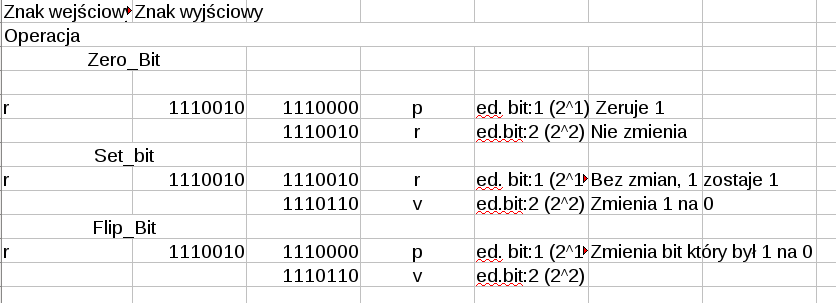 Znak wejściow Znak wyjściowy
Operacja
Zero_Bit
r 1110010 1110000 p ed. bit:1 (2^1) Zeruje 1
1110010 r ed.bit:2 (2^2) Nie zmienia
Set_bit
r 1110010 1110010 r ed. bit:1 (2^1 Bez zmian, 1 zostaje 1
1110110 v ed.bit:2 (2^2) Zmienia 1 na 0
Flip_Bit
r 1110010 1110000 p ed. bit:1 (2^1 Zmienia bit który był 1 na 0
1110110 v ed.bit:2 (2^2)